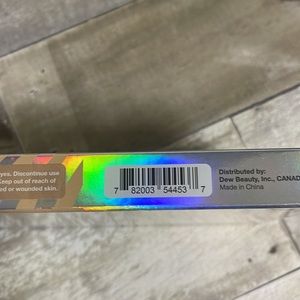 yes. Discontinue use
Keep out of reach of
ed or wounded skin.
7 82003 54453 7
Distributed by:
Dew Beauty, Inc., CANAD
Made in China